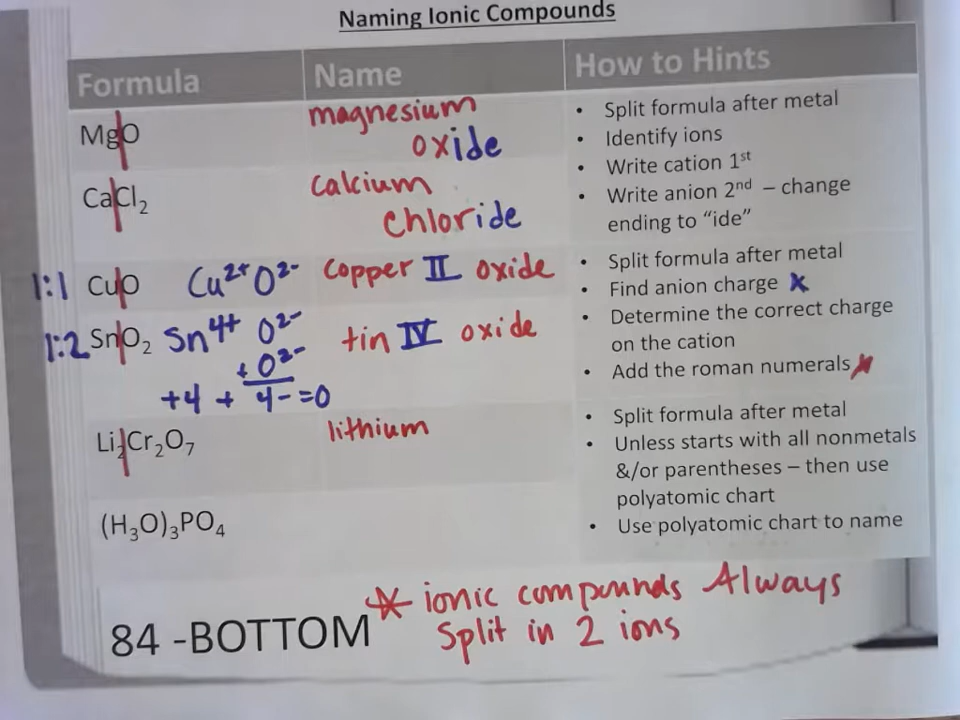 Naming Ionic Compounds
Formula Name How to Hints
MgO magnesium oxide
• Split formula after metal
• Identify ions
• Write cation 1st
• Write anion 2nd – change
ending to “ide”
CaCl₂ calcium chloride
1:1 CuO Cu²⁺O²⁻ copper II oxide
• Split formula after metal
• Find anion charge x
• Determine the correct charge
on the cation
• Add the roman numerals
1:2 SnO₂ Sn⁴⁺ O²⁻ tin IV oxide
+ O²⁻
+4 + 4- =0
Li₂Cr₂O₇ lithium
• Split formula after metal
• Unless starts with all nonmetals
&/or parentheses – then use
polyatomic chart
• Use polyatomic chart to name
(H₃O)₃PO₄
84 -BOTTOM
* ionic compounds Always
Split in 2 ions